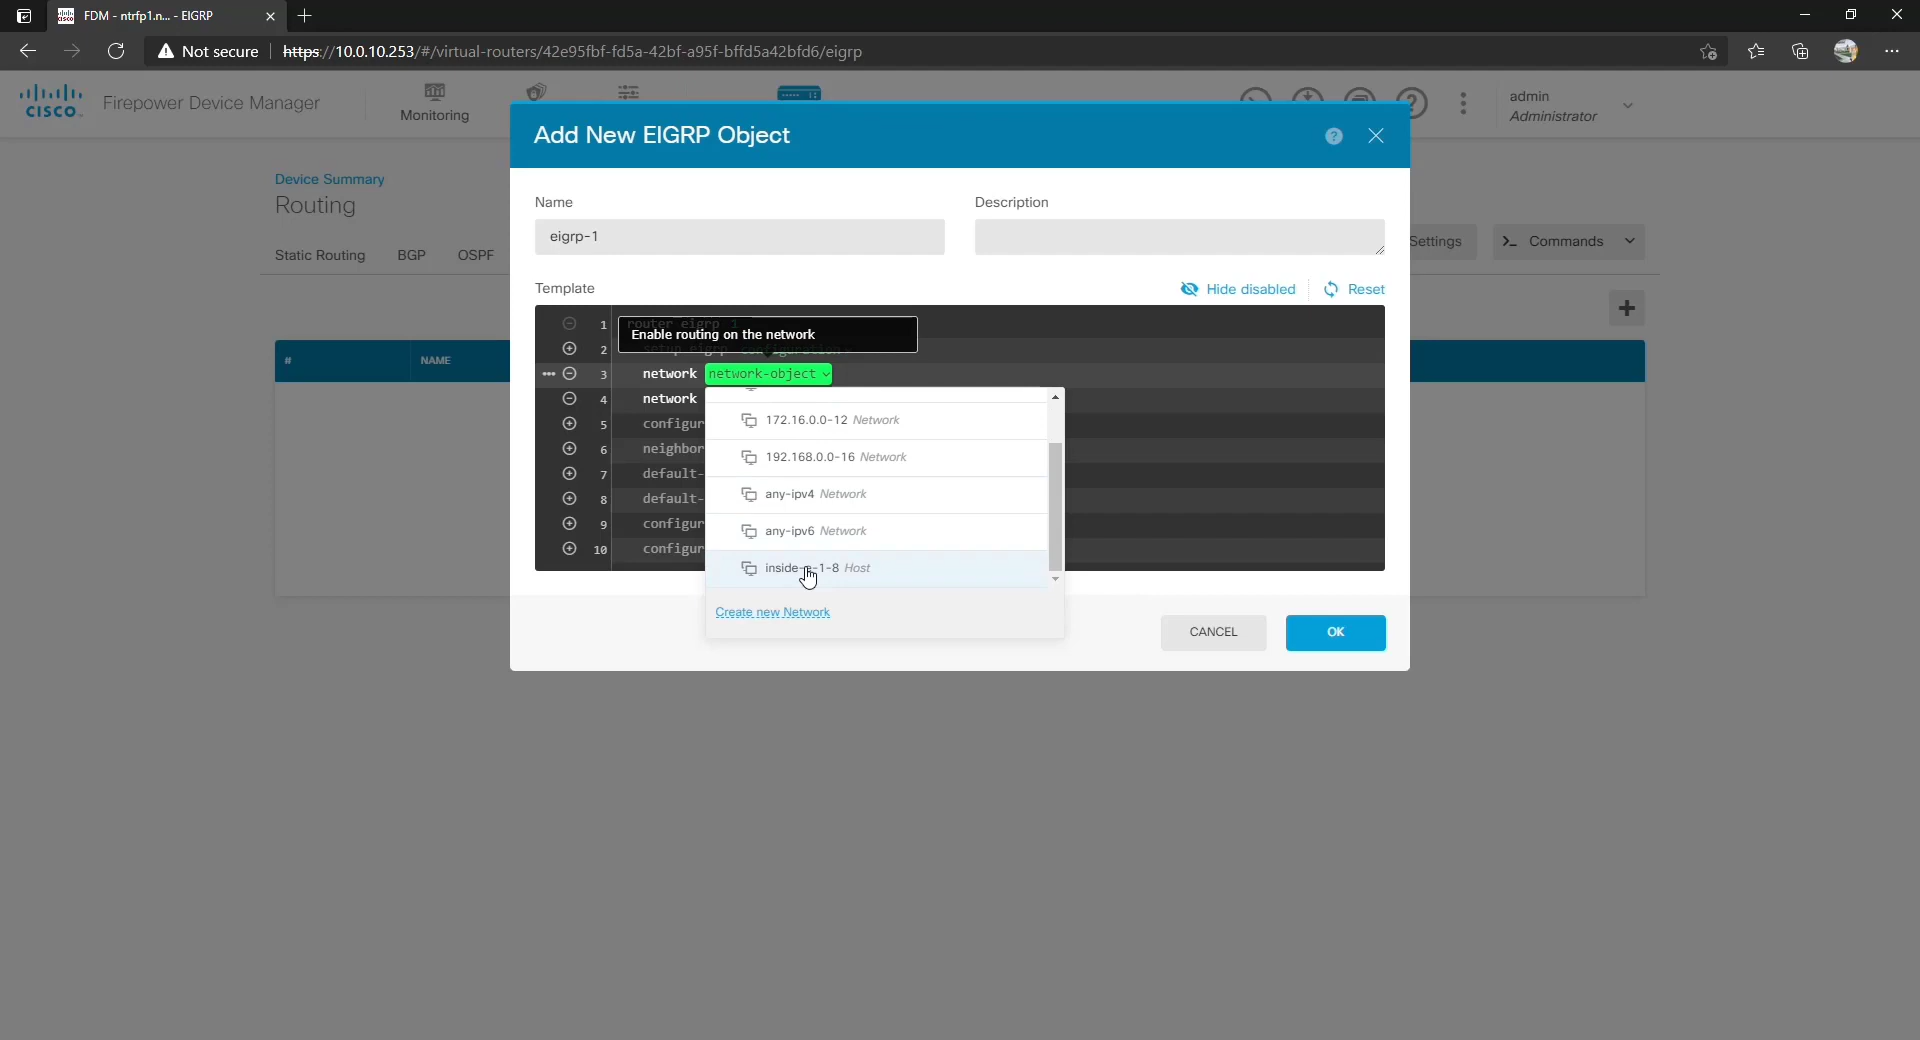 FDM - ntrfp1.n... - EIGRP
Not secure
https://10.0.10.253/#/virtual-routers/42e95fbf-fd5a-42bf-a95f-bffd5a42bfd6/eigrp
CISCO
Firepower Device Manager
Monitoring
admin
Administrator
Add New EIGRP Object
Device Summary
Routing
Static Routing BGP OSPF
Settings
Commands
# NAME
Name
eigrp-1
Description
Template
Hide disabled
Reset
1 router eigrp 1
Enable routing on the network
2 setup eigrp configuration
3 network network-object
4 network
5 configur
6 neighbor
7 default-
8 default-
9 configur
10 configur
172.16.0.0-12 Network
192.168.0.0-16 Network
any-ipv4 Network
any-ipv6 Network
1-8 Host
Create new Network
CANCEL
OK